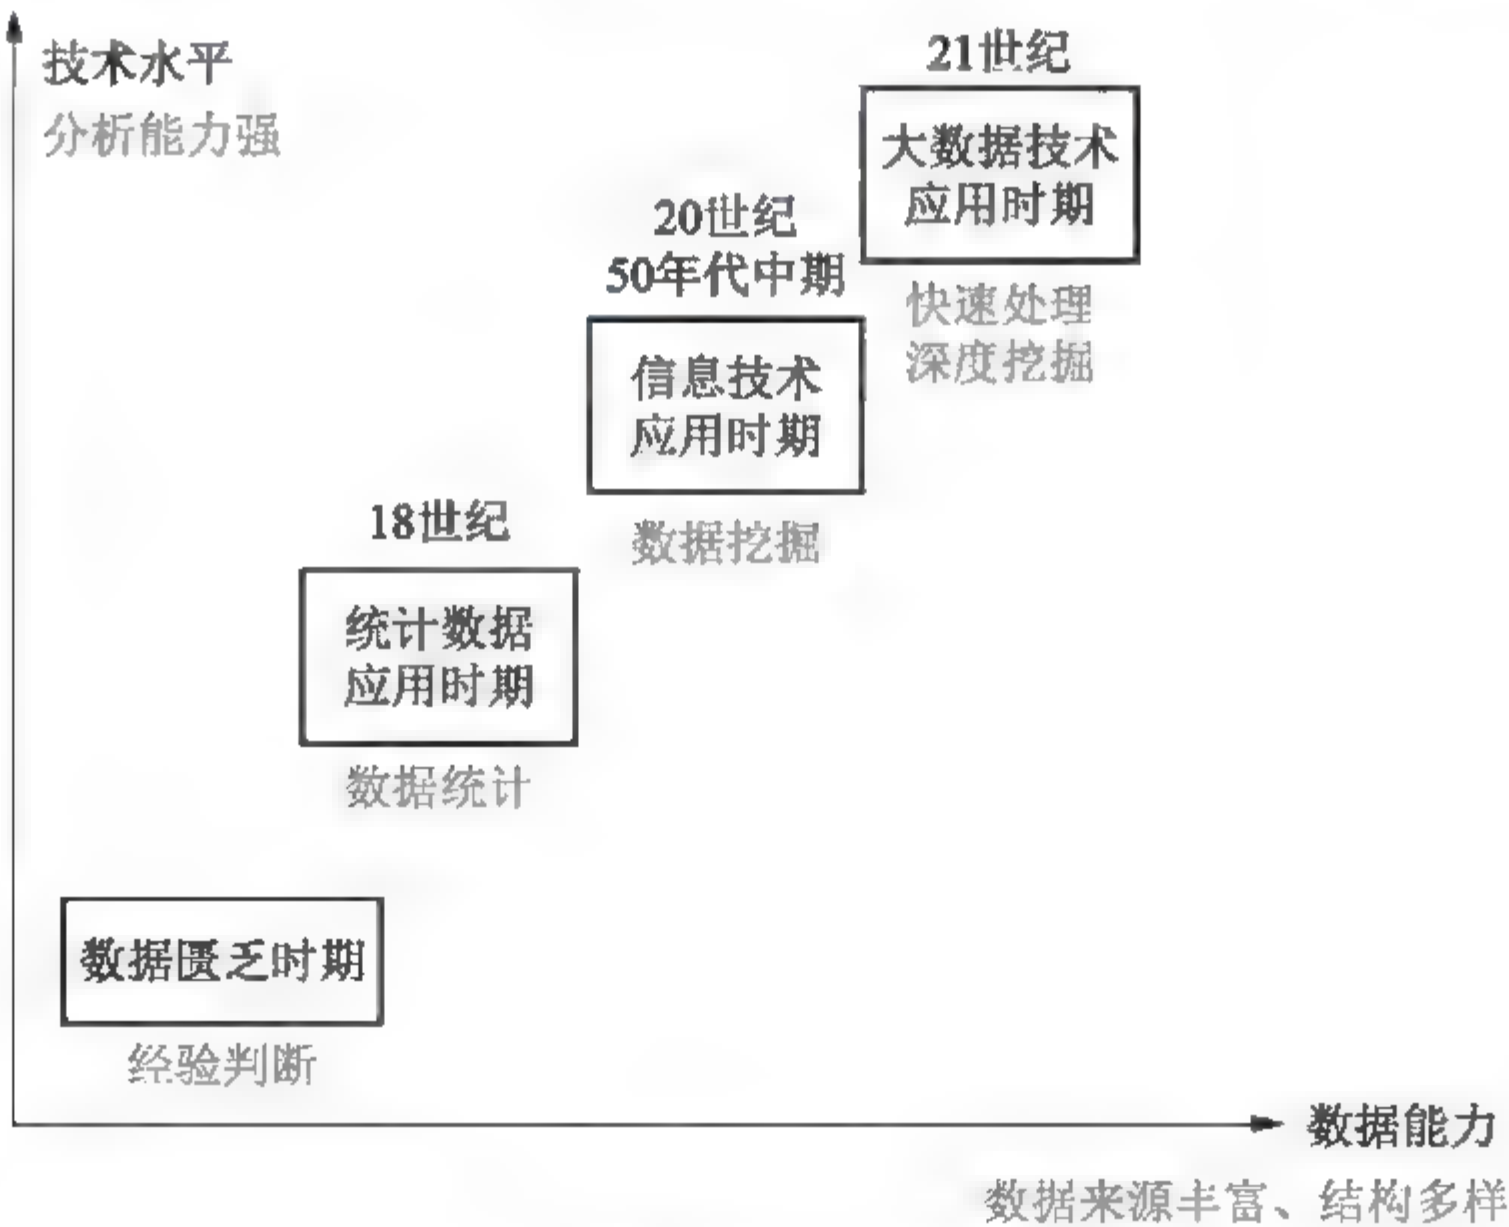 技术水平
分析能力强
21世纪
大数据技术
应用时期
快速处理
深度挖掘
20世纪
50年代中期
信息技术
应用时期
数据挖掘
18世纪
统计数据
应用时期
数据统计
数据匮乏时期
经验判断
数据能力
数据来源丰富、结构多样